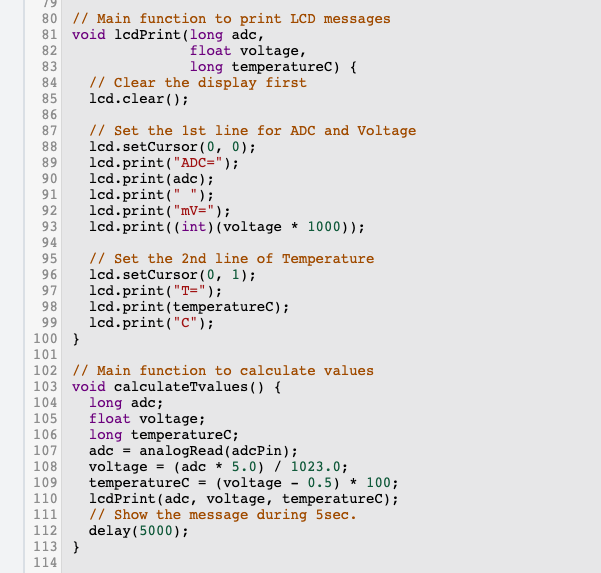 79
80 // Main function to print LCD messages
81 void lcdPrint(long adc,
82               float voltage,
83               long temperatureC) {
84   // Clear the display first
85   lcd.clear();
86
87   // Set the 1st line for ADC and Voltage
88   lcd.setCursor(0, 0);
89   lcd.print("ADC=");
90   lcd.print(adc);
91   lcd.print(" ");
92   lcd.print("mV=");
93   lcd.print((int)(voltage * 1000));
94
95   // Set the 2nd line of Temperature
96   lcd.setCursor(0, 1);
97   lcd.print("T=");
98   lcd.print(temperatureC);
99   lcd.print("C");
100 }
101
102 // Main function to calculate values
103 void calculateTvalues() {
104   long adc;
105   float voltage;
106   long temperatureC;
107   adc = analogRead(adcPin);
108   voltage = (adc * 5.0) / 1023.0;
109   temperatureC = (voltage - 0.5) * 100;
110   lcdPrint(adc, voltage, temperatureC);
111   // Show the message during 5sec.
112   delay(5000);
113 }
114